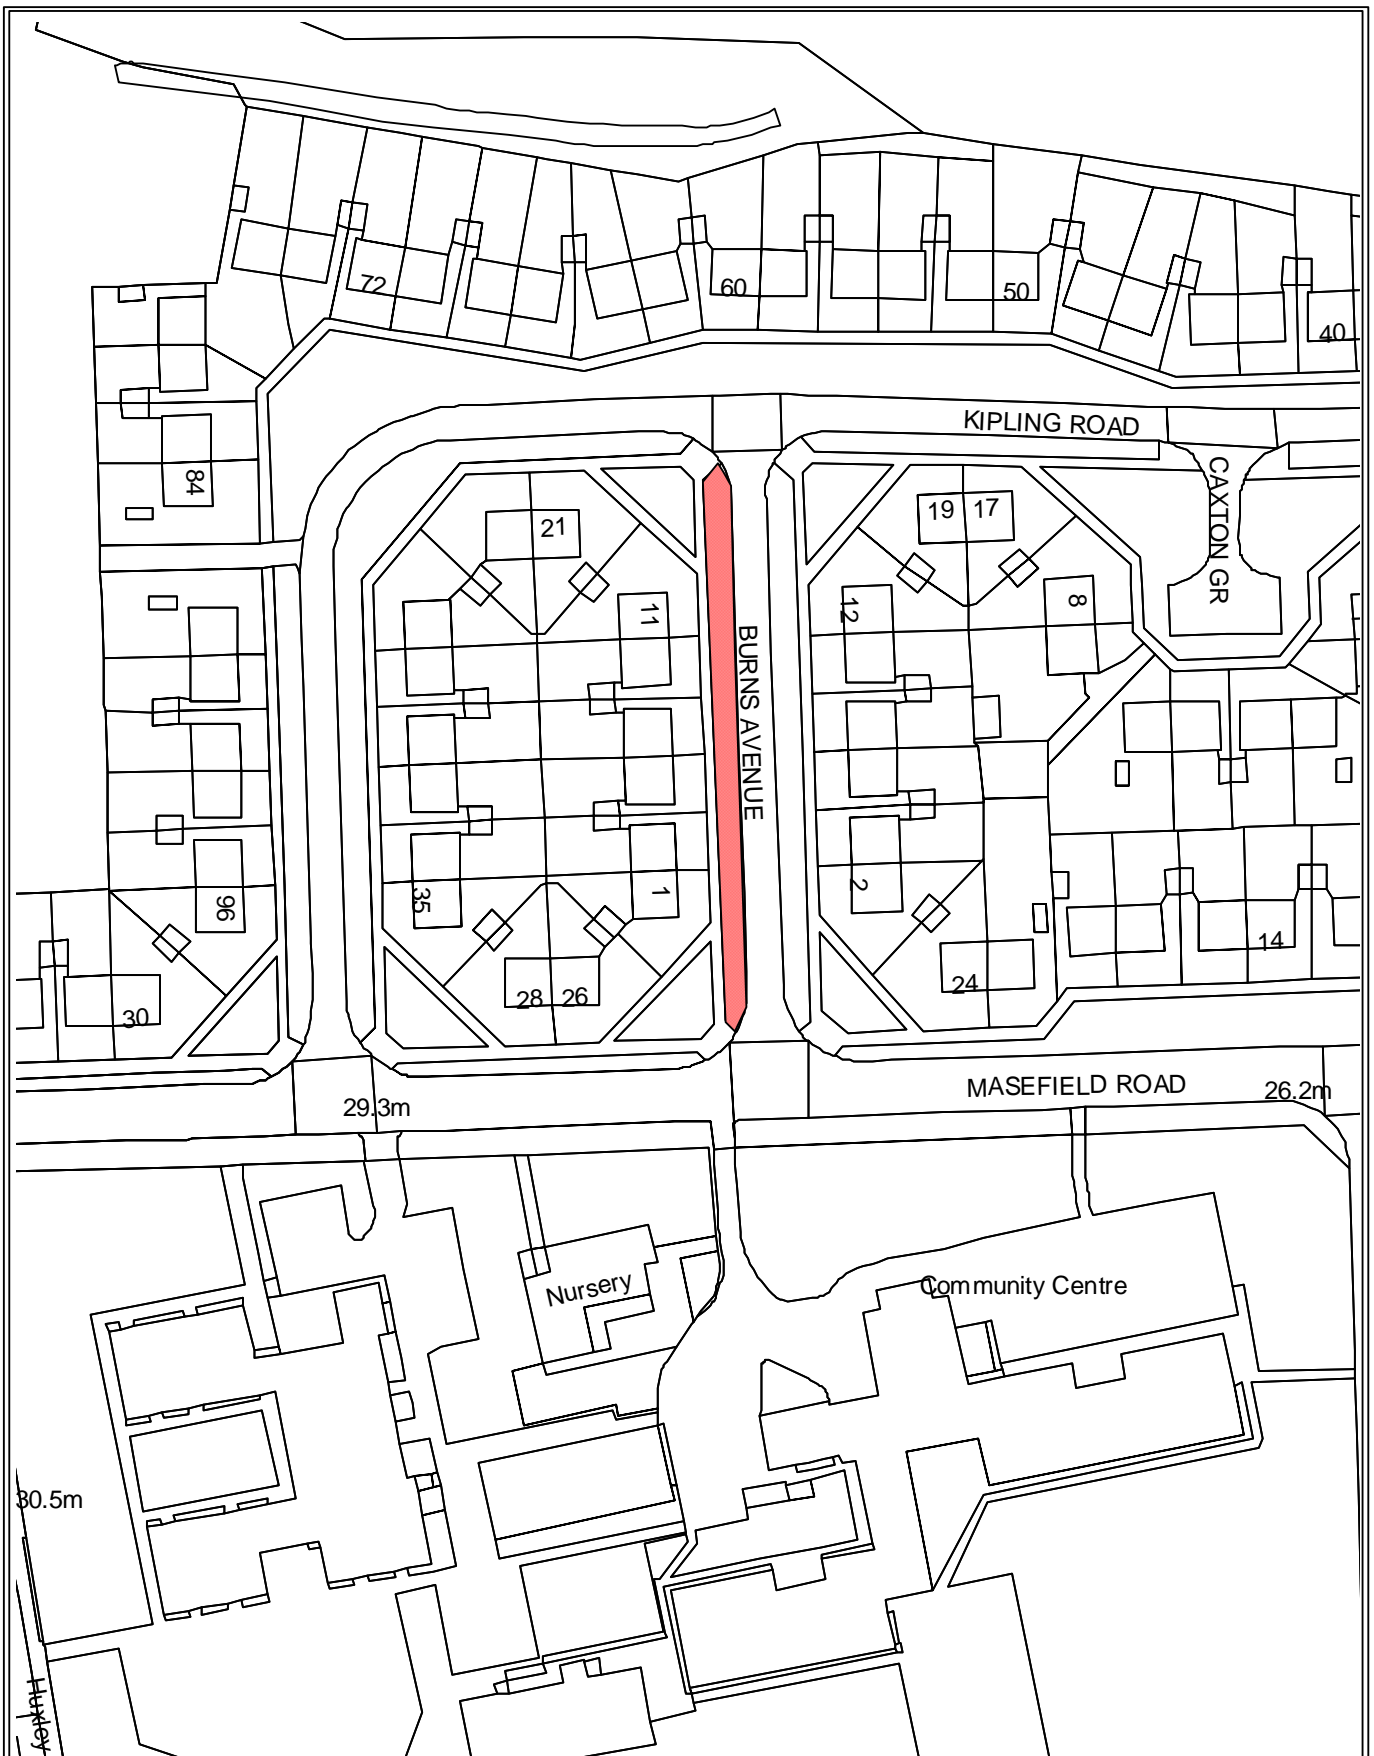 72
60
50
40
KIPLING ROAD
84
CAXTON GR
21
19
17
11
12
8
BURNS AVENUE
35
1
2
96
28
26
24
14
30
MASEFIELD ROAD
26.2m
29.3m
Nursery
Community Centre
30.5m
Huxley